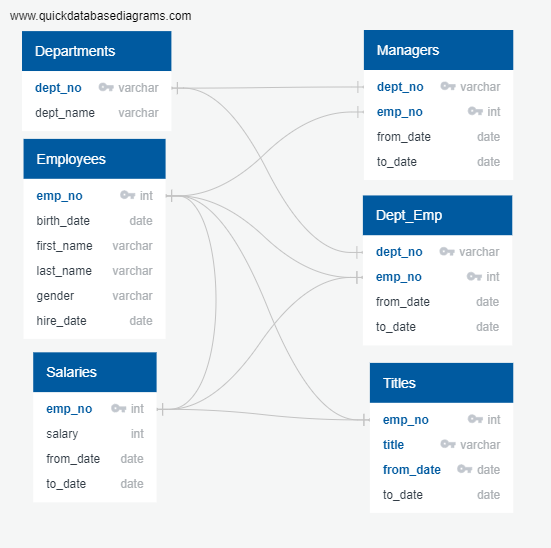 www.quickdatabasediagrams.com
Departments
dept_no varchar
dept_name varchar
Employees
emp_no int
birth_date date
first_name varchar
last_name varchar
gender varchar
hire_date date
Salaries
emp_no int
salary int
from_date date
to_date date
Managers
dept_no varchar
emp_no int
from_date date
to_date date
Dept_Emp
dept_no varchar
emp_no int
from_date date
to_date date
Titles
emp_no int
title varchar
from_date date
to_date date